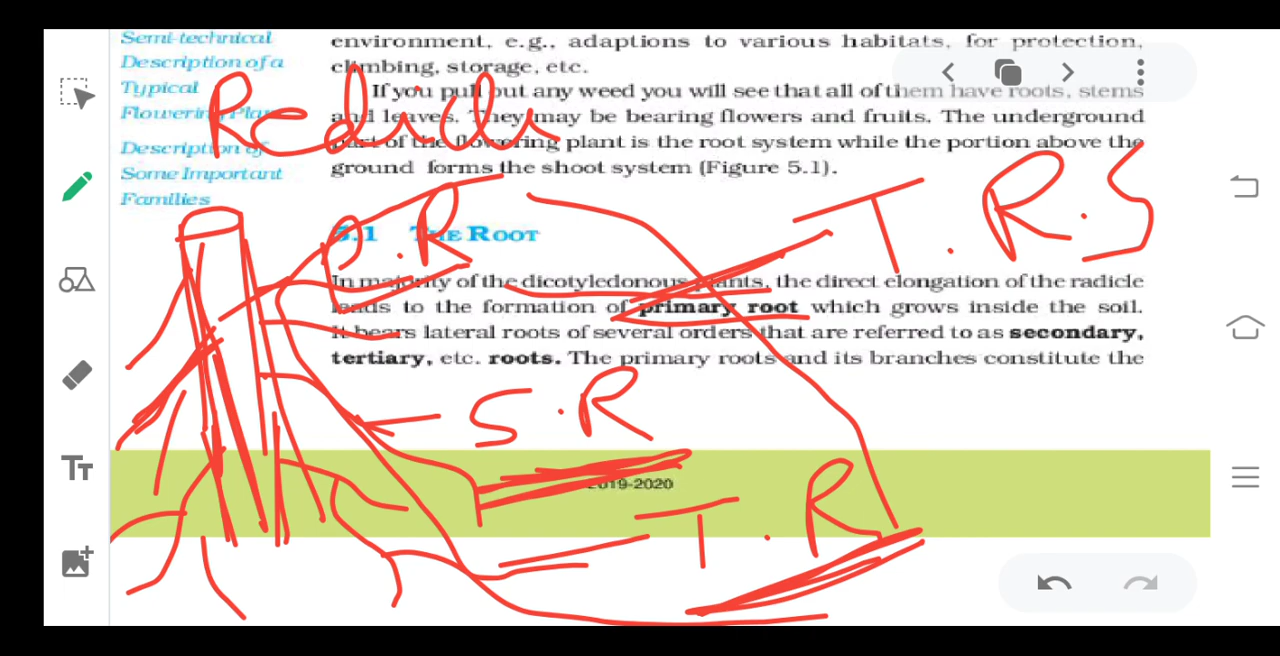 Semi-technical
Description of a
Typical
Flowering Plant
Description of
Some Important
Families
environment, e.g., adaptions to various habitats, for protection,
climbing, storage, etc.
If you pull out any weed you will see that all of them have roots, stems
and leaves. They may be bearing flowers and fruits. The underground
part of the flowering plant is the root system while the portion above the
ground forms the shoot system (Figure 5.1).
5.1 THE ROOT
In majority of the dicotyledonous plants, the direct elongation of the radicle
leads to the formation of primary root which grows inside the soil.
It bears lateral roots of several orders that are referred to as secondary,
tertiary, etc. roots. The primary roots and its branches constitute the
2019-2020
P.R
T.R.S
S.R
T.R
TT